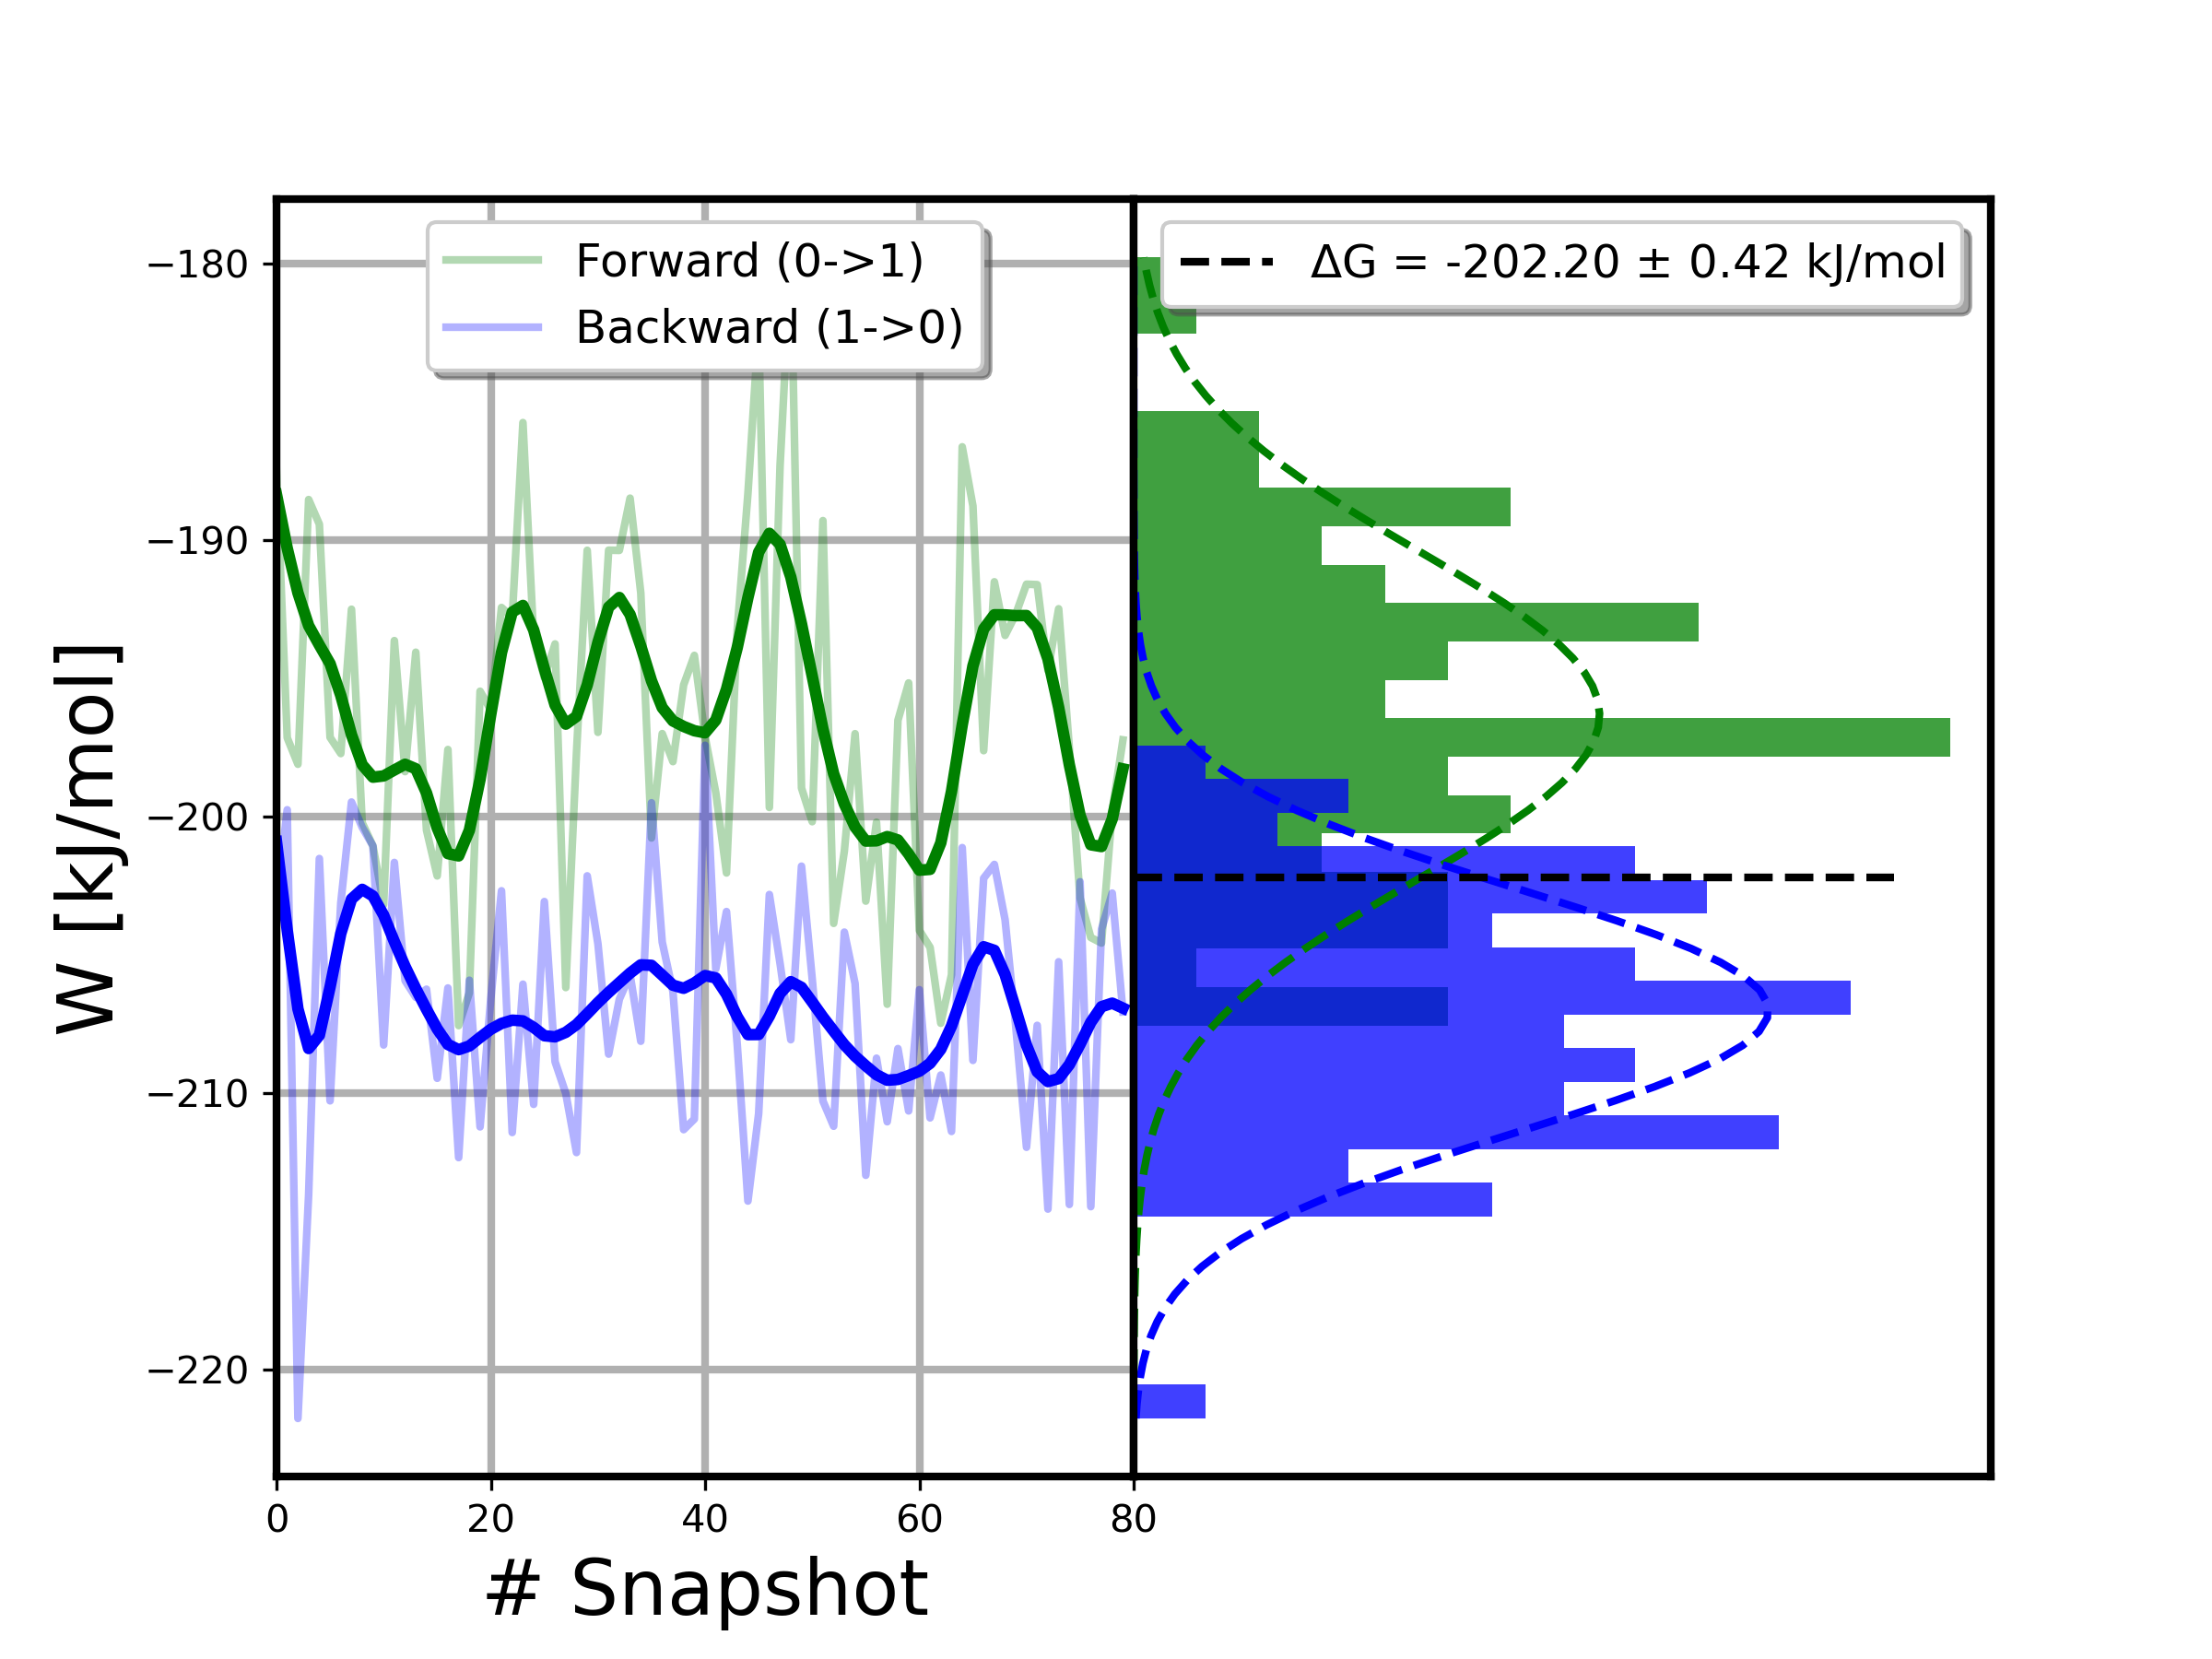 Forward (0->1)
Backward (1->0)
ΔG = -202.20 ± 0.42 kJ/mol
W [kJ/mol]
−180
−190
−200
−210
−220
0 20 40 60 80
# Snapshot